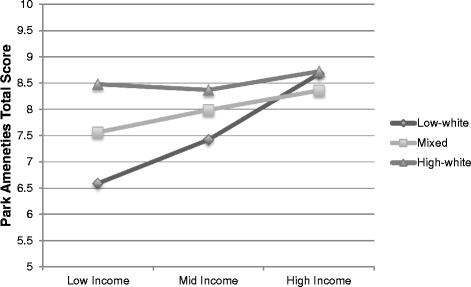 Park Ameneties Total Score
10
9.5
9
8.5
8
7.5
7
6.5
6
5.5
5
Low Income Mid Income High Income
Low-white
Mixed
High-white